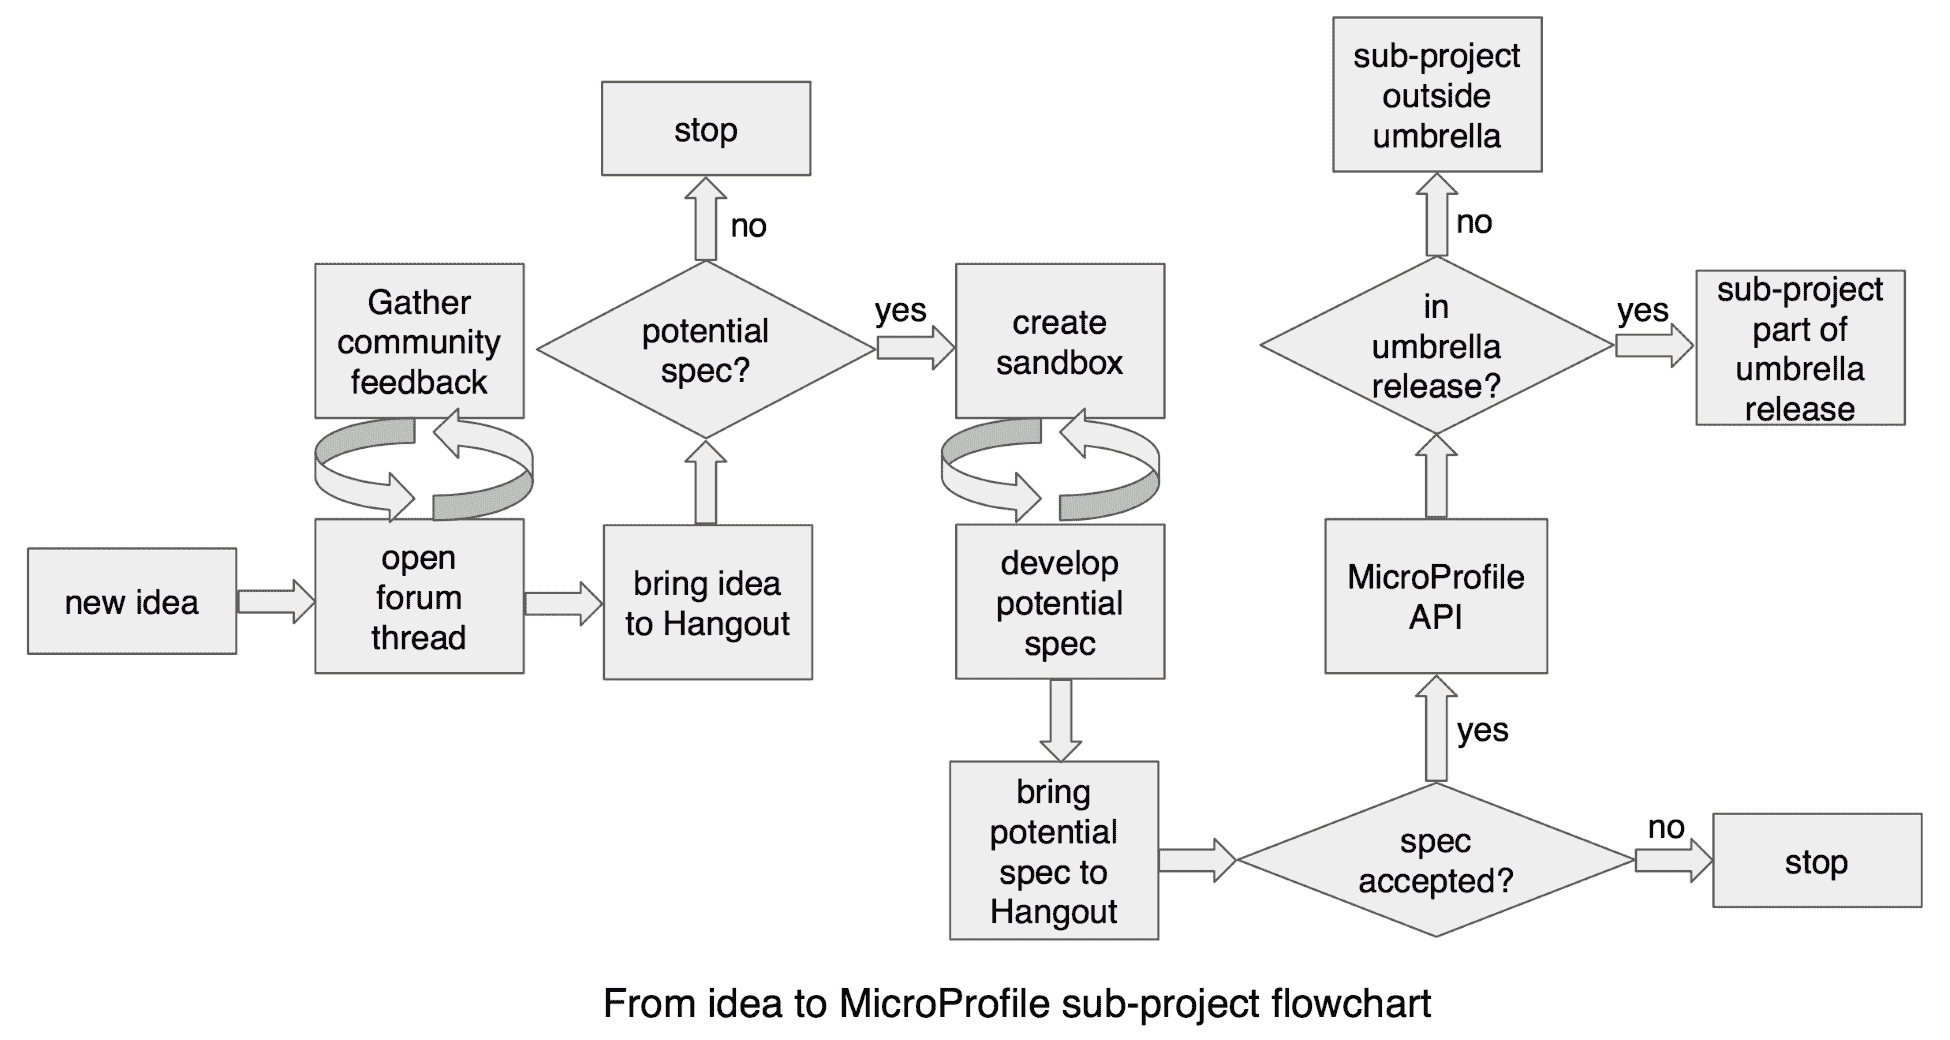 new idea
Gather
community
feedback
open
forum
thread
bring idea
to Hangout
potential
spec?
no
stop
yes
create
sandbox
develop
potential
spec
bring
potential
spec to
Hangout
spec
accepted?
no
stop
yes
MicroProfile
API
in
umbrella
release?
no
sub-project
outside
umbrella
yes
sub-project
part of
umbrella
release
From idea to MicroProfile sub-project flowchart